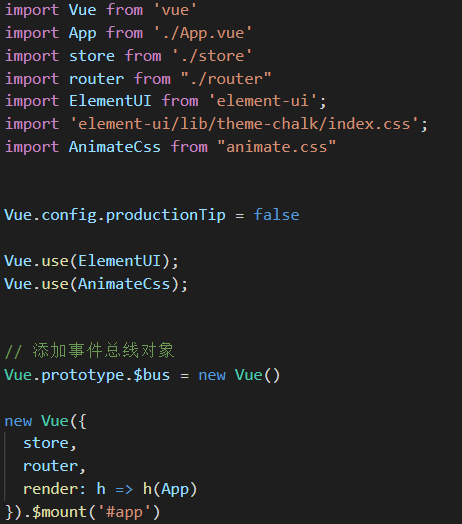 import Vue from 'vue'
import App from './App.vue'
import store from './store'
import router from "./router"
import ElementUI from 'element-ui';
import 'element-ui/lib/theme-chalk/index.css';
import AnimateCss from "animate.css"
Vue.config.productionTip = false
Vue.use(ElementUI);
Vue.use(AnimateCss);
// 添加事件总线对象
Vue.prototype.$bus = new Vue()
new Vue({
  store,
  router,
  render: h => h(App)
}).$mount('#app')